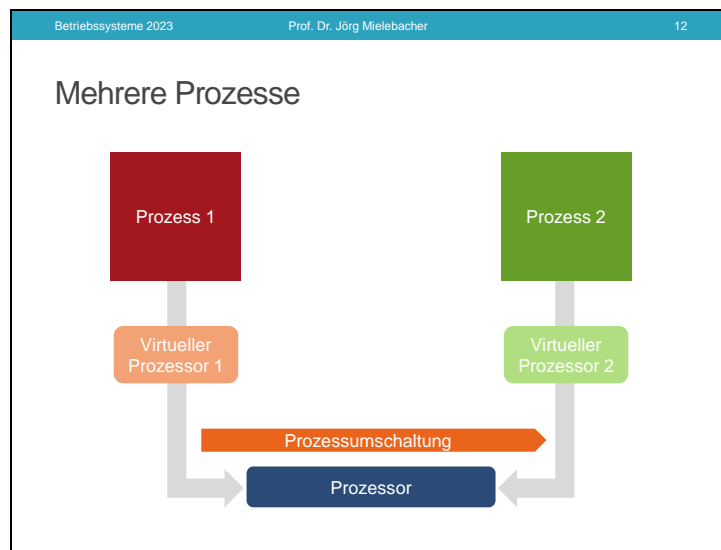 Betriebssysteme 2023 Prof. Dr. Jörg Mielebacher 12
Mehrere Prozesse
Prozess 1
Prozess 2
Virtueller
Prozessor 1
Virtueller
Prozessor 2
Prozessumschaltung
Prozessor